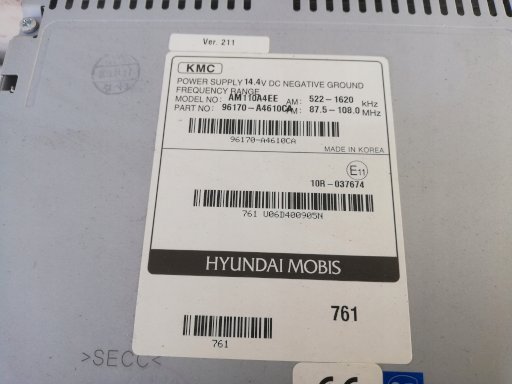 Ver. 211
KMC
POWER SUPPLY 14.4V DC NEGATIVE GROUND
FREQUENCY RANGE
MODEL NO: AM110A4EE AM: 522-1620 kHz
PART NO: 96170-A4610CA FM: 87.5-108.0 MHz
96170-A4610CA
MADE IN KOREA
E11
10R-037674
761 U06D400905N
HYUNDAI MOBIS
761
761
>SECC<
CE